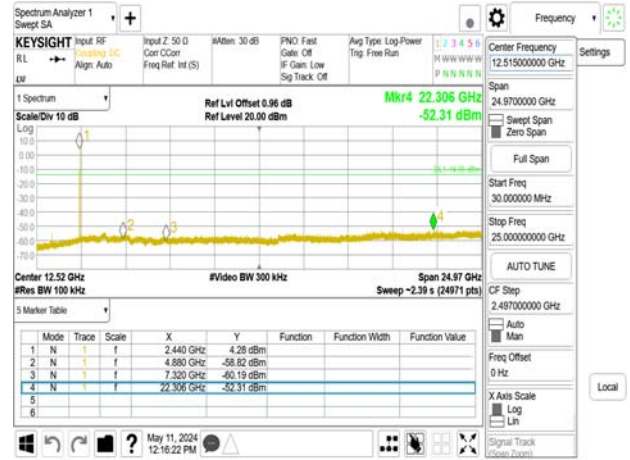 Spectrum Analyzer 1
Swept SA
Frequency
KEYSIGHT
Input: RF
Coupling: DC
Align: Auto
Input Z: 50 Ω
Corr CCorr
Freq Ref: Int (S)
#Atten: 30 dB
PNO: Fast
Gate: Off
IF Gain: Low
Sig Track: Off
Avg Type: Log-Power
Trig: Free Run
1 2 3 4 5 6
M W W W W W
P N N N N N
RL
LXI
Center Frequency
12.515000000 GHz
Settings
Span
24.9700000 GHz
Swept Span
Zero Span
Full Span
Start Freq
30.000000 MHz
Stop Freq
25.000000000 GHz
AUTO TUNE
CF Step
2.497000000 GHz
Auto
Man
Freq Offset
0 Hz
X Axis Scale
Log
Lin
Signal Track
(Span Zoom)
Local
1 Spectrum
Scale/Div 10 dB
Ref Lvl Offset 0.96 dB
Ref Level 20.00 dBm
Mkr4 22.306 GHz
-52.31 dBm
Log
10.0
0.00
-10.0
-20.0
-30.0
-40.0
-50.0
-60.0
-70.0
1
2
3
4
Center 12.52 GHz
#Res BW 100 kHz
#Video BW 300 kHz
Span 24.97 GHz
Sweep ~2.39 s (24971 pts)
5 Marker Table
Mode Trace Scale X Y Function Function Width Function Value
1 N 1 f 2.440 GHz 4.28 dBm
2 N 1 f 4.880 GHz -58.82 dBm
3 N 1 f 7.320 GHz -60.19 dBm
4 N 1 f 22.306 GHz -52.31 dBm
5
6
?
May 11, 2024
12:16:22 PM